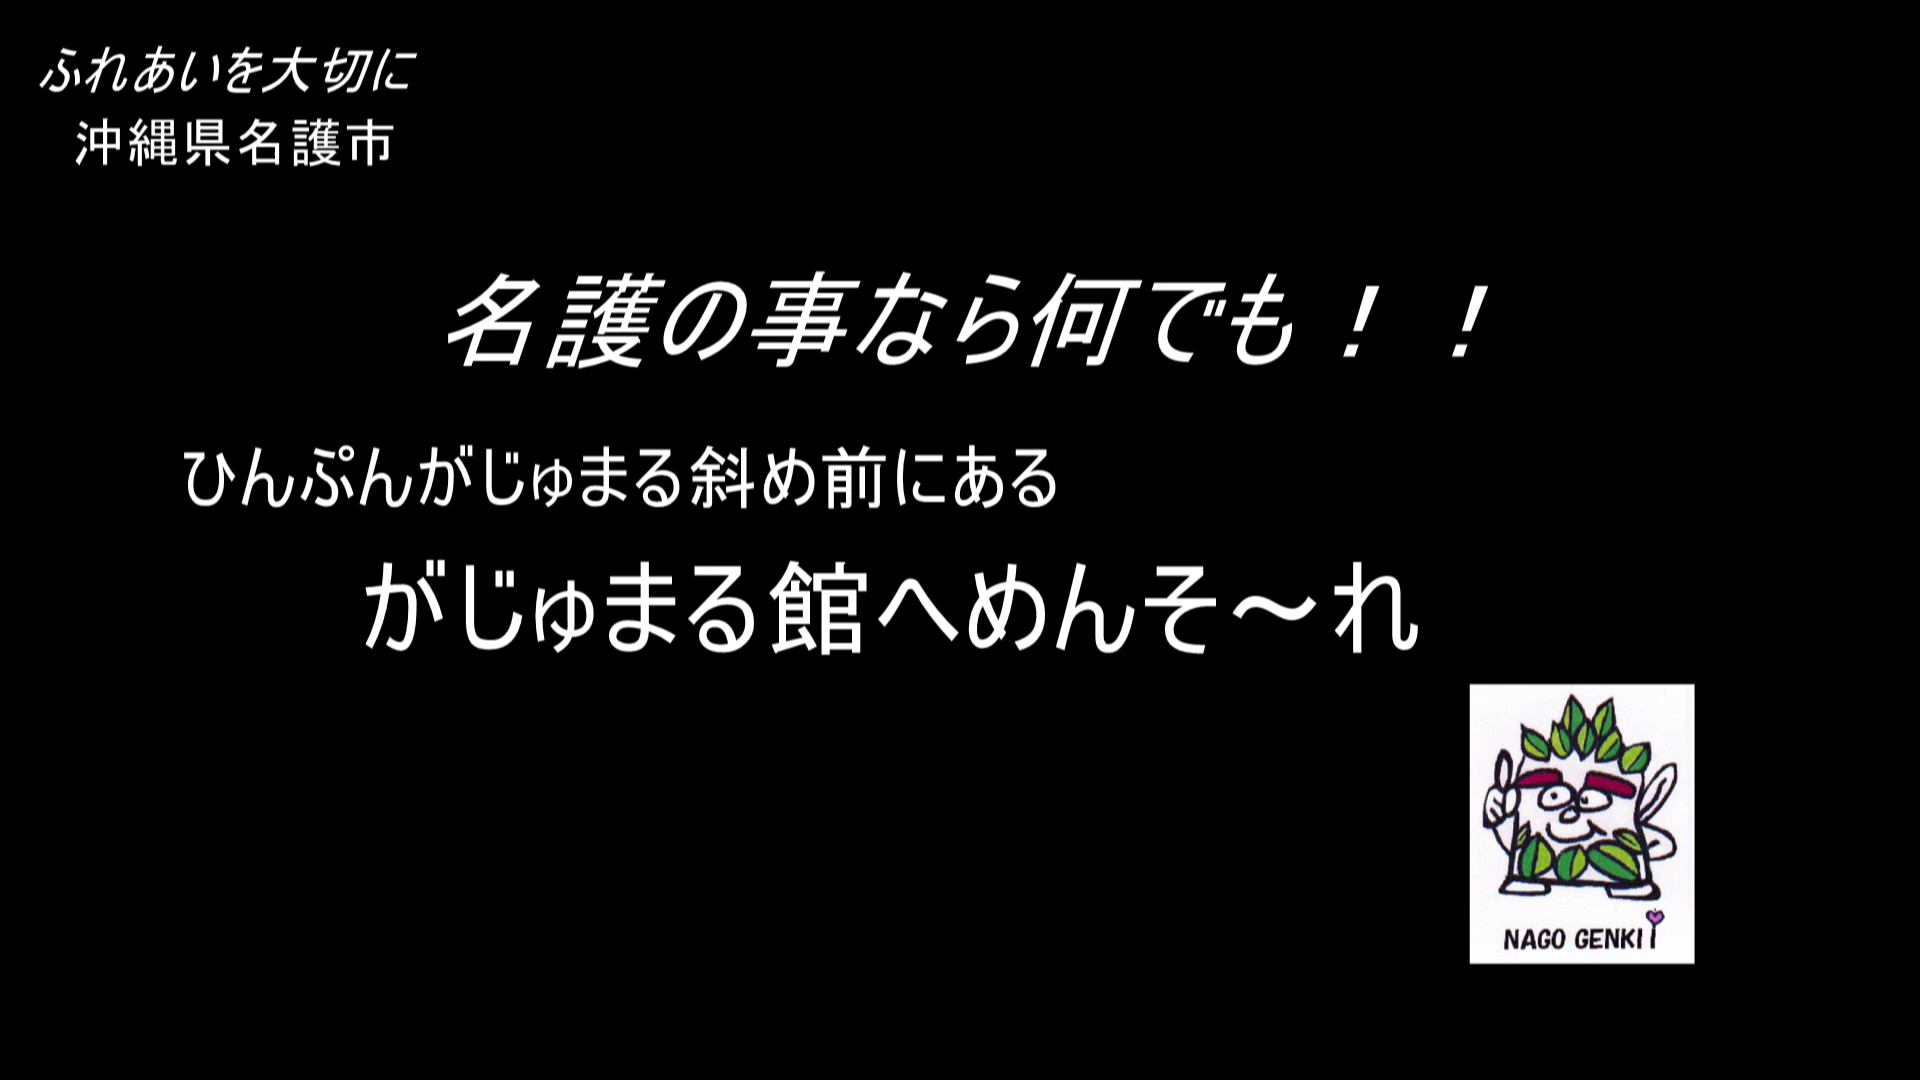 ふれあいを大切に
沖縄県名護市
名護の事なら何でも！！
ひんぷんがじゅまる斜め前にある
がじゅまる館へめんそ～れ
NAGO GENKI i